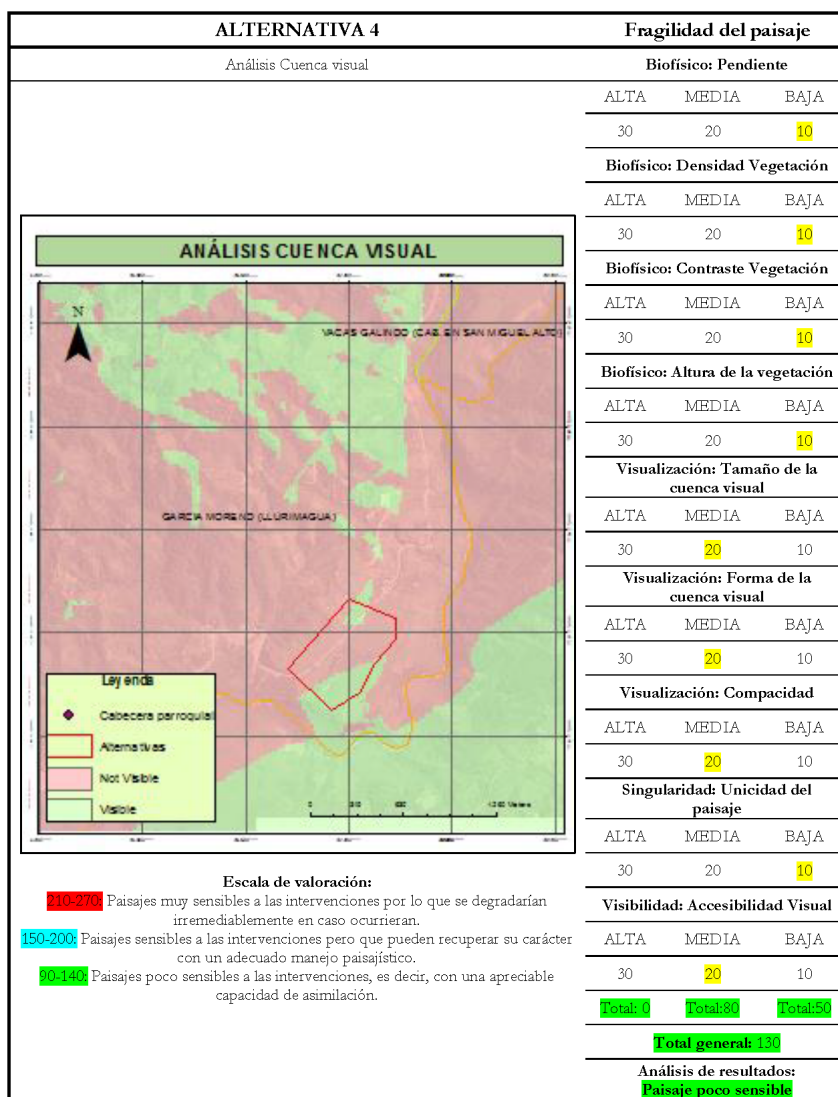 ALTERNATIVA 4
Análisis Cuenca visual
ANÁLISIS CUENCA VISUAL
N
VACAS GALINDO (CAB. EN SAN MIGUEL ALTO)
GARCÍA MORENO (LLURIMAGUA)
Leyenda
Cabecera parroquial
Alternativas
Not Visible
Visible
0
Escala de valoración:
210-270: Paisajes muy sensibles a las intervenciones por lo que se degradarían
irremediablemente en caso ocurrieran.
150-200: Paisajes sensibles a las intervenciones pero que pueden recuperar su carácter
con un adecuado manejo paisajístico.
90-140: Paisajes poco sensibles a las intervenciones, es decir, con una apreciable
capacidad de asimilación.
Fragilidad del paisaje
Biofísico: Pendiente
ALTA MEDIA BAJA
30 20 10
Biofísico: Densidad Vegetación
ALTA MEDIA BAJA
30 20 10
Biofísico: Contraste Vegetación
ALTA MEDIA BAJA
30 20 10
Biofísico: Altura de la vegetación
ALTA MEDIA BAJA
30 20 10
Visualización: Tamaño de la
cuenca visual
ALTA MEDIA BAJA
30 20 10
Visualización: Forma de la
cuenca visual
ALTA MEDIA BAJA
30 20 10
Visualización: Compacidad
ALTA MEDIA BAJA
30 20 10
Singularidad: Unicidad del
paisaje
ALTA MEDIA BAJA
30 20 10
Visibilidad: Accesibilidad Visual
ALTA MEDIA BAJA
30 20 10
Total: 0 Total:80 Total:50
Total general: 130
Análisis de resultados:
Paisaje poco sensible